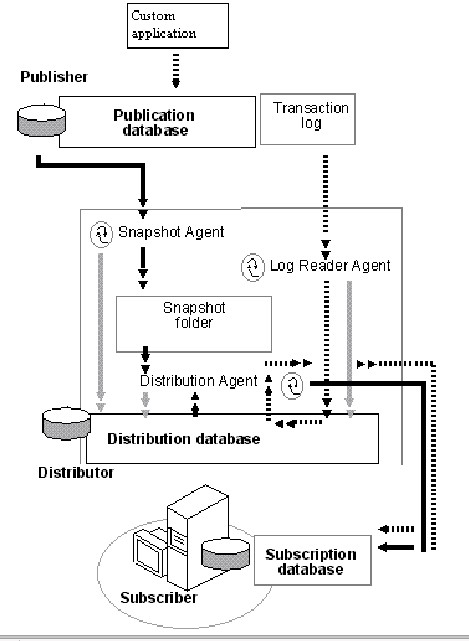 Custom
application
Publisher
Publication
database
Transaction
log
Snapshot Agent
Log Reader Agent
Snapshot
folder
Distribution Agent
Distribution database
Distributor
Subscription
database
Subscriber